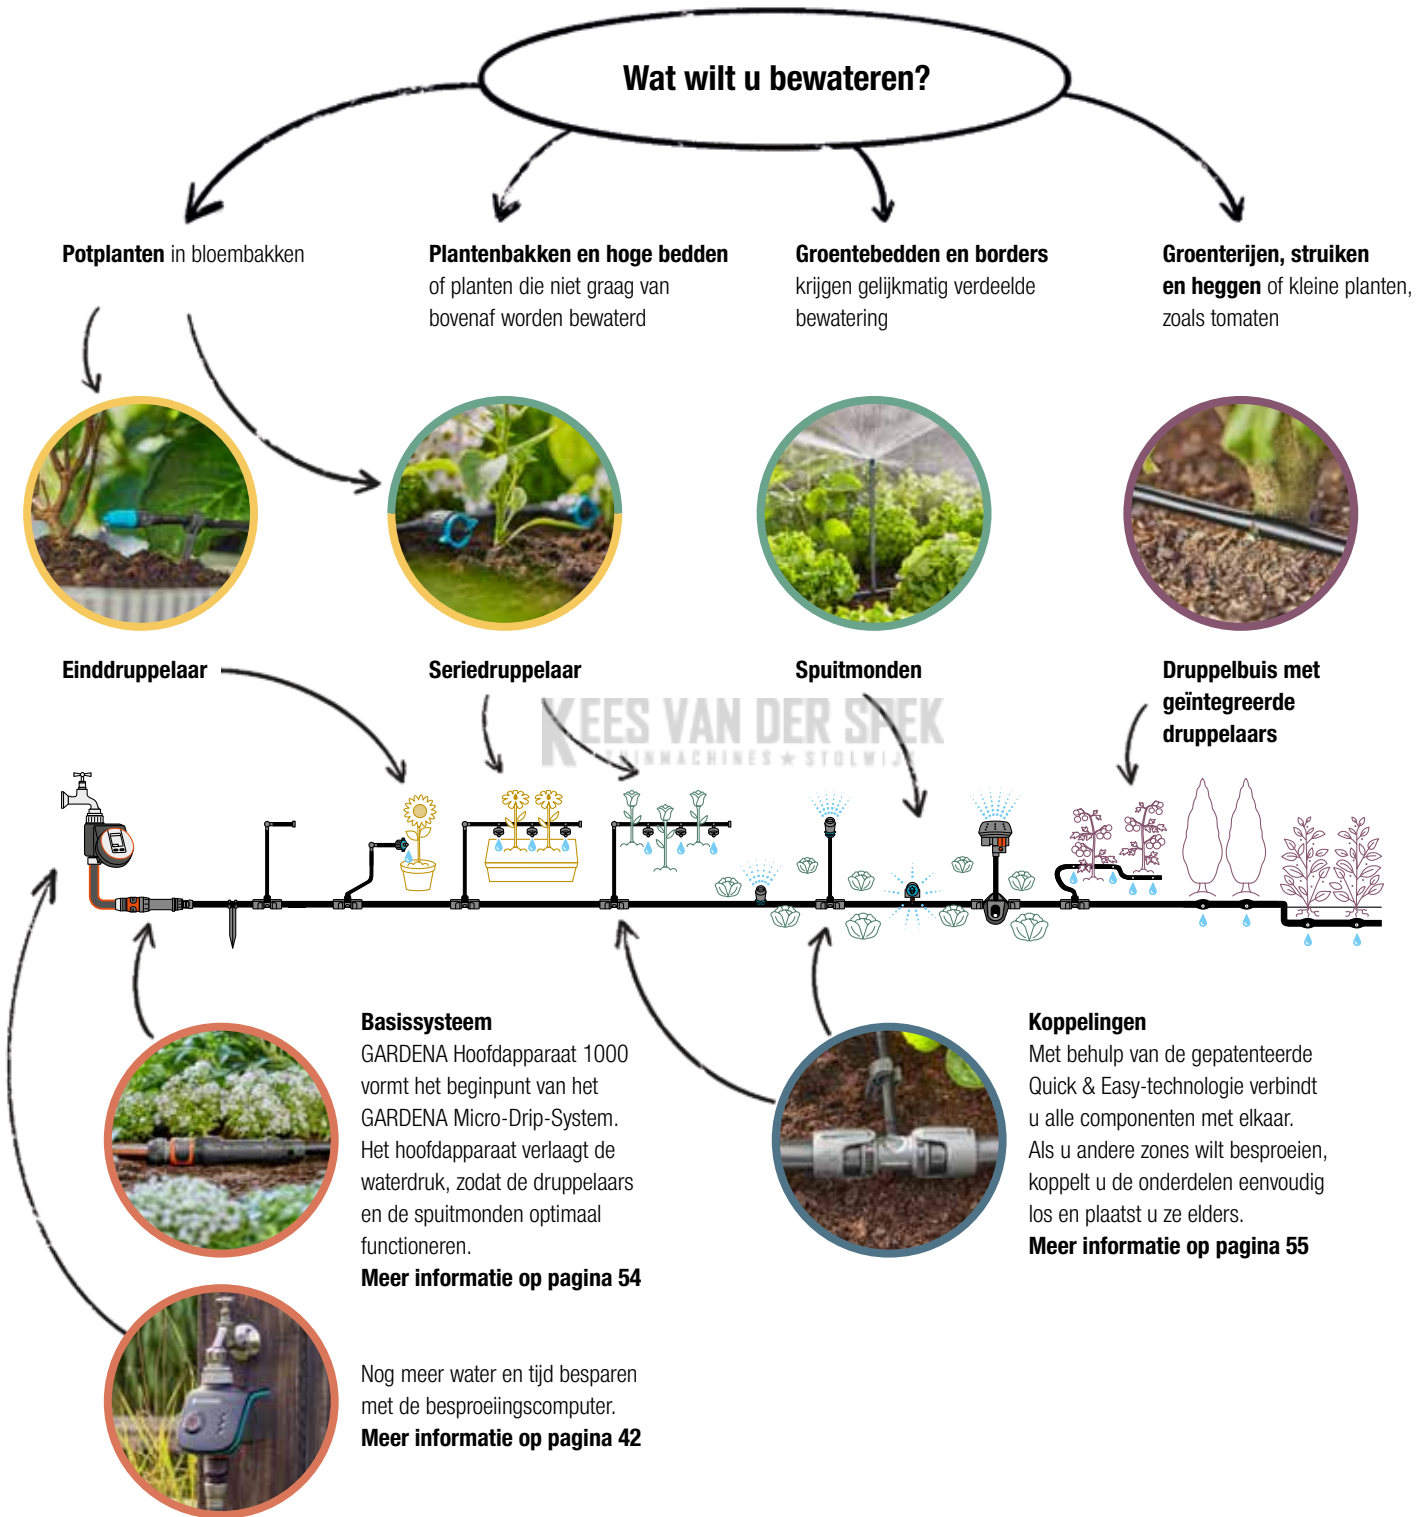 Wat wilt u bewateren?
Potplanten in bloembakken
Plantenbakken en hoge bedden
of planten die niet graag van
bovenaf worden bewaterd
Groentebedden en borders
krijgen gelijkmatig verdeelde
bewatering
Groenterijen, struiken
en heggen of kleine planten,
zoals tomaten
Einddruppelaar
Seriedruppelaar
Spuitmonden
Druppelbuis met
geïntegreerde
druppelaars
KEES VAN DER SPEK
TUINMACHINES ★ STOLWIJK
Basissysteem
GARDENA Hoofdapparaat 1000
vormt het beginpunt van het
GARDENA Micro-Drip-System.
Het hoofdapparaat verlaagt de
waterdruk, zodat de druppelaars
en de spuitmonden optimaal
functioneren.
Meer informatie op pagina 54
Koppelingen
Met behulp van de gepatenteerde
Quick & Easy-technologie verbindt
u alle componenten met elkaar.
Als u andere zones wilt besproeien,
koppelt u de onderdelen eenvoudig
los en plaatst u ze elders.
Meer informatie op pagina 55
Nog meer water en tijd besparen
met de besproeiingscomputer.
Meer informatie op pagina 42